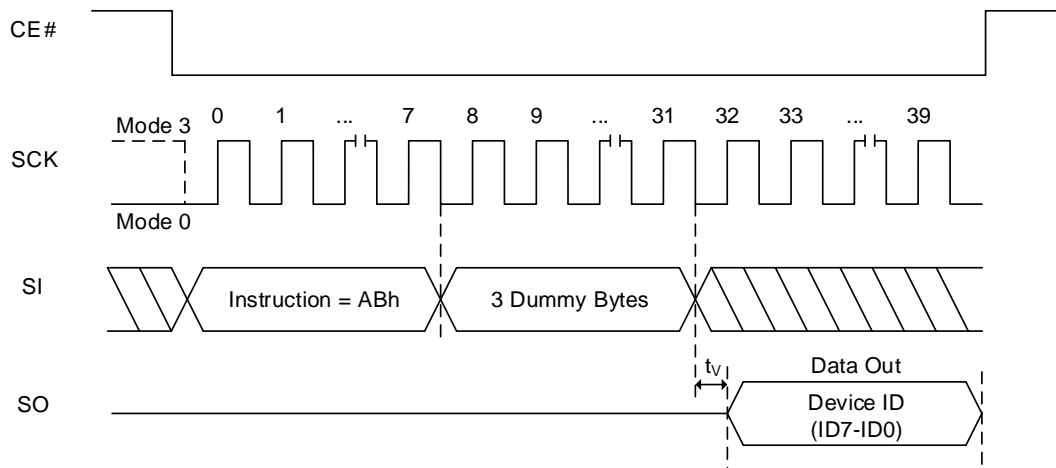 CE#
0 1 ... 7 8 9 ... 31 32 33 ... 39
Mode 3
SCK
Mode 0
SI
Instruction = ABh
3 Dummy Bytes
tV
Data Out
SO
Device ID
(ID7-ID0)